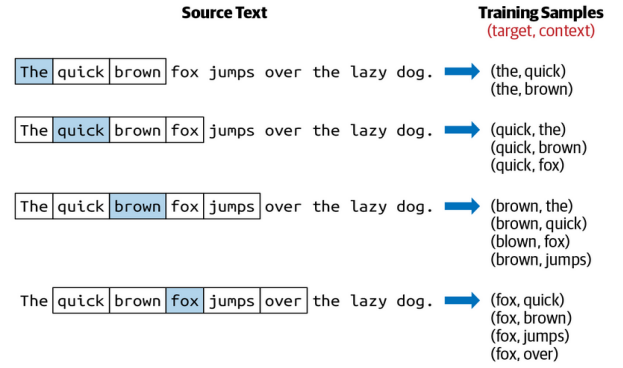 Source Text
Training Samples
(target, context)
The quick brown fox jumps over the lazy dog.
(the, quick)
(the, brown)
The quick brown fox jumps over the lazy dog.
(quick, the)
(quick, brown)
(quick, fox)
The quick brown fox jumps over the lazy dog.
(brown, the)
(brown, quick)
(blown, fox)
(brown, jumps)
The quick brown fox jumps over the lazy dog.
(fox, quick)
(fox, brown)
(fox, jumps)
(fox, over)